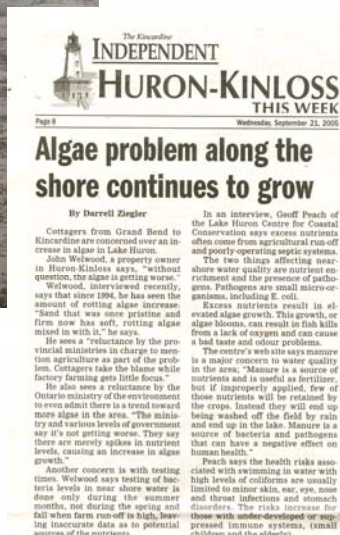 The Kincardine
INDEPENDENT
HURON-KINLOSS
THIS WEEK
Page 8
Wednesday, September 21, 2005
Algae problem along the
shore continues to grow
By Darrell Ziegler
Cottagers from Grand Bend to
Kincardine are concerned over an in-
crease in algae in Lake Huron.
John Welwood, a property owner
in Huron-Kinloss says, "without
question, the algae is getting worse."
Welwood, interviewed recently,
says that since 1994, he has seen the
amount of rotting algae increase.
"Sand that was once pristine and
firm now has soft, rotting algae
mixed in with it," he says.
He sees a "reluctance by the pro-
vincial ministries in charge to men-
tion agriculture as part of the prob-
lem. Cottagers take the blame while
factory farming gets little focus."
He also sees a reluctance by the
Ontario ministry of the environment
to even admit there is a trend toward
more algae in the area. "The minis-
try and various levels of government
say it's not getting worse. They say
there are merely spikes in nutrient
levels, causing an increase in algae
growth."
Another concern is with testing
times. Welwood says testing of bac-
teria levels in near shore water is
done only during the summer
months, not during the spring and
fall when farm run-off is high, leav-
ing inaccurate data as to potential
sources of the nutrients.
In an interview, Geoff Peach of
the Lake Huron Centre for Coastal
Conservation says excess nutrients
often come from agricultural run-off
and poorly-operating septic systems.
The two things affecting near-
shore water quality are nutrient en-
richment and the presence of patho-
gens. Pathogens are small micro-or-
ganisms, including E. coli.
Excess nutrients result in el-
evated algae growth. This growth, or
algae blooms, can result in fish kills
from a lack of oxygen and can cause
a bad taste and odour problems.
The centre's web site says manure
is a major concern to water quality
in the area; "Manure is a source of
nutrients and is useful as fertilizer,
but if improperly applied, few of
those nutrients will be retained by
the crops. Instead they will end up
being washed off the field by rain
and end up in the lake. Manure is a
source of bacteria and pathogens
that can have a negative effect on
human health."
Peach says the health risks asso-
ciated with swimming in water with
high levels of coliforms are usually
limited to minor skin, ear, eye, nose
and throat infections and stomach
disorders. The risks increase for
those with under-developed or sup-
pressed immune systems, (small
children and the elderly).